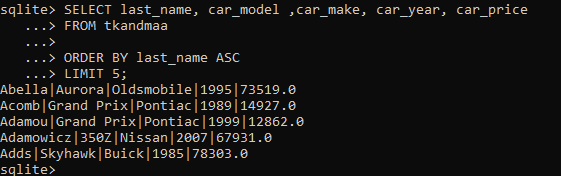 sqlite> SELECT last_name, car_model ,car_make, car_year, car_price
   ...> FROM tkandmaa
   ...>
   ...> ORDER BY last_name ASC
   ...> LIMIT 5;
Abella|Aurora|Oldsmobile|1995|73519.0
Acomb|Grand Prix|Pontiac|1989|14927.0
Adamou|Grand Prix|Pontiac|1999|12862.0
Adamowicz|350Z|Nissan|2007|67931.0
Adds|Skyhawk|Buick|1985|78303.0
sqlite>